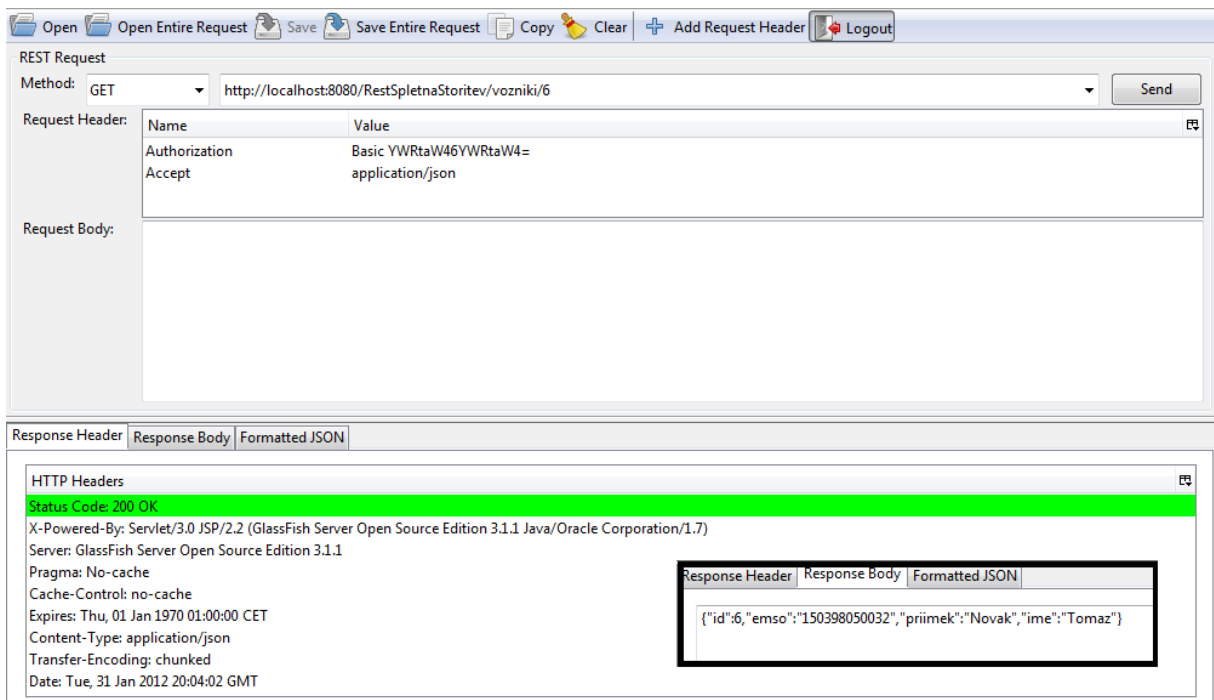 Open Open Entire Request Save Save Entire Request Copy Clear Add Request Header Logout
REST Request
Method: GET http://localhost:8080/RestSpletnaStoritev/vozniki/6 Send
Request Header: Name Value
Authorization Basic YWRtaW46YWRtaW4=
Accept application/json
Request Body:
Response Header Response Body Formatted JSON
HTTP Headers
Status Code: 200 OK
X-Powered-By: Servlet/3.0 JSP/2.2 (GlassFish Server Open Source Edition 3.1.1 Java/Oracle Corporation/1.7)
Server: GlassFish Server Open Source Edition 3.1.1
Pragma: No-cache
Cache-Control: no-cache
Expires: Thu, 01 Jan 1970 01:00:00 CET
Content-Type: application/json
Transfer-Encoding: chunked
Date: Tue, 31 Jan 2012 20:04:02 GMT
Response Header Response Body Formatted JSON
{"id":6,"emso":"150398050032","priimek":"Novak","ime":"Tomaz"}